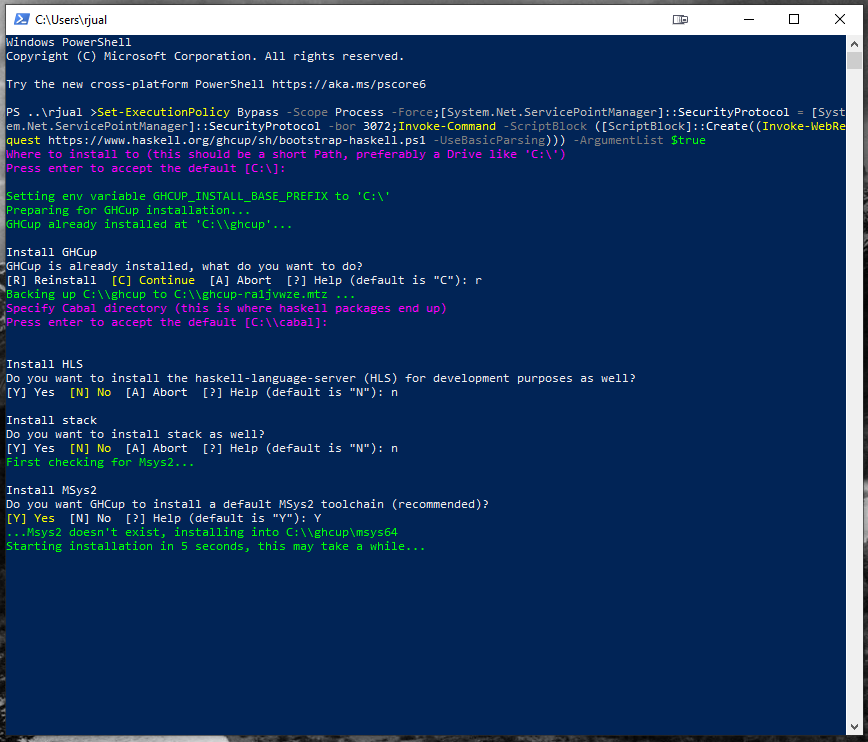 C:\Users\rjual
Windows PowerShell
Copyright (C) Microsoft Corporation. All rights reserved.
Try the new cross-platform PowerShell https://aka.ms/pscore6
PS ..\rjual >Set-ExecutionPolicy Bypass -Scope Process -Force;[System.Net.ServicePointManager]::SecurityProtocol = [Syst
em.Net.ServicePointManager]::SecurityProtocol -bor 3072;Invoke-Command -ScriptBlock ([ScriptBlock]::Create((Invoke-WebRe
quest https://www.haskell.org/ghcup/sh/bootstrap-haskell.ps1 -UseBasicParsing))) -ArgumentList $true
Where to install to (this should be a short Path, preferably a Drive like 'C:\')
Press enter to accept the default [C:\]:
Setting env variable GHCUP_INSTALL_BASE_PREFIX to 'C:\'
Preparing for GHCup installation...
GHCup already installed at 'C:\\ghcup'...
Install GHCup
GHCup is already installed, what do you want to do?
[R] Reinstall  [C] Continue  [A] Abort  [?] Help (default is "C"): r
Backing up C:\\ghcup to C:\\ghcup-ra1jvwze.mtz ...
Specify Cabal directory (this is where haskell packages end up)
Press enter to accept the default [C:\\cabal]:
Install HLS
Do you want to install the haskell-language-server (HLS) for development purposes as well?
[Y] Yes  [N] No  [A] Abort  [?] Help (default is "N"): n
Install stack
Do you want to install stack as well?
[Y] Yes  [N] No  [A] Abort  [?] Help (default is "N"): n
First checking for Msys2...
Install MSys2
Do you want GHCup to install a default MSys2 toolchain (recommended)?
[Y] Yes  [N] No  [?] Help (default is "Y"): Y
...Msys2 doesn't exist, installing into C:\\ghcup\msys64
Starting installation in 5 seconds, this may take a while...